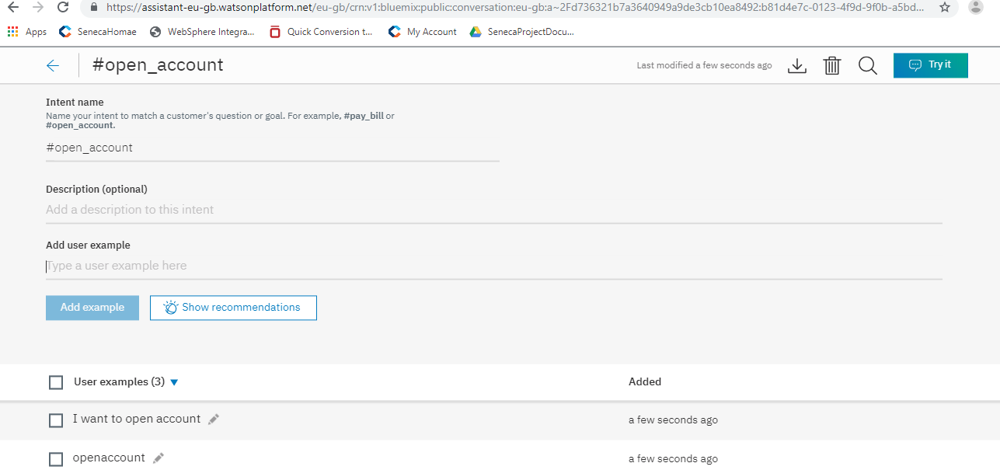 https://assistant-eu-gb.watsonplatform.net/eu-gb/crn:v1:bluemix:public:conversation:eu-gb:a~2Fd736321b7a3640949a9de3cb10ea8492:b81d4e7c-0123-4f9d-9f0b-a5bd...
Apps SenecaHomae WebSphere Integra... Quick Conversion t... My Account SenecaProjectDocu...
#open_account Last modified a few seconds ago Try it
Intent name
Name your intent to match a customer's question or goal. For example, #pay_bill or
#open_account.
#open_account
Description (optional)
Add a description to this intent
Add user example
Type a user example here
Add example Show recommendations
User examples (3) Added
I want to open account a few seconds ago
openaccount a few seconds ago